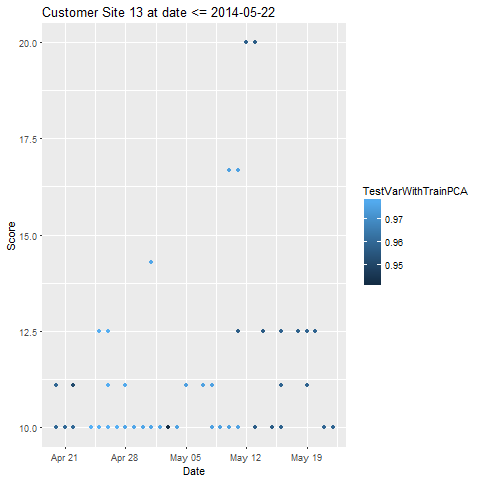 Customer Site 13 at date <= 2014-05-22
20.0
17.5
15.0
12.5
10.0
Score
Apr 21 Apr 28 May 05 May 12 May 19
Date
TestVarWithTrainPCA
0.97
0.96
0.95